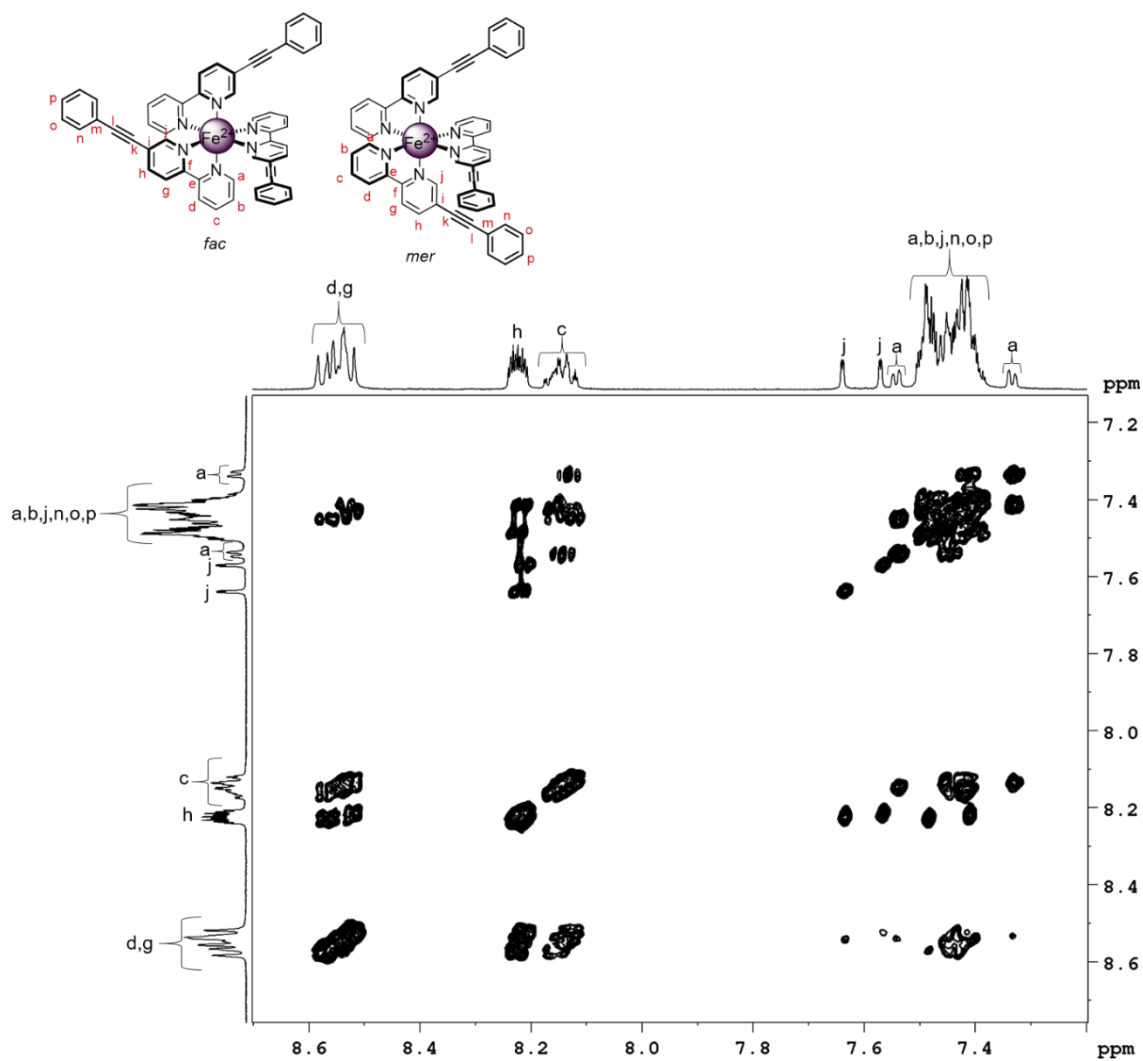 N
N
N
N
N
N
Fe2+
a
b
c
d
e
f
g
h
i
j
k
l
m
n
o
p
fac
N
N
N
N
N
N
Fe2+
a
b
c
d
e
f
g
h
i
j
k
l
m
n
o
p
mer
d,g
h
c
j
j
a
a,b,j,n,o,p
a
ppm
a
a,b,j,n,o,p
a
j
j
c
h
d,g
7.2
7.4
7.6
7.8
8.0
8.2
8.4
8.6
8.6 8.4 8.2 8.0 7.8 7.6 7.4 ppm